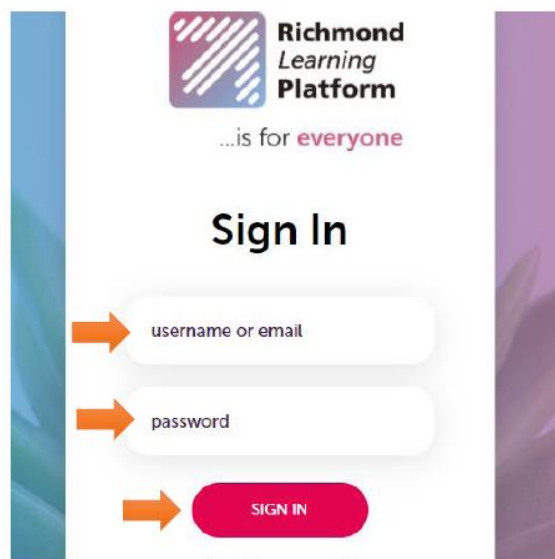 Richmond
Learning
Platform
...is for everyone
Sign In
username or email
password
SIGN IN